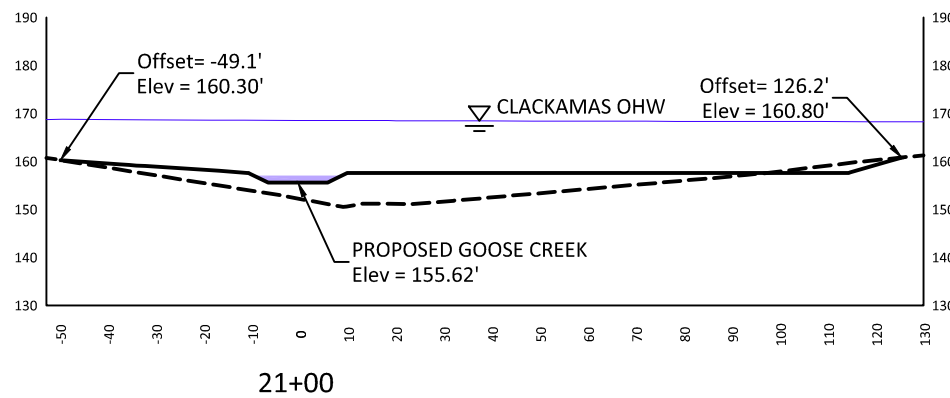 190
180
170
160
150
140
130
Offset= -49.1'
Elev = 160.30'
CLACKAMAS OHW
Offset= 126.2'
Elev = 160.80'
PROPOSED GOOSE CREEK
Elev = 155.62'
190
180
170
160
150
140
130
-50 -40 -30 -20 -10 0 10 20 30 40 50 60 70 80 90 100 110 120 130
21+00